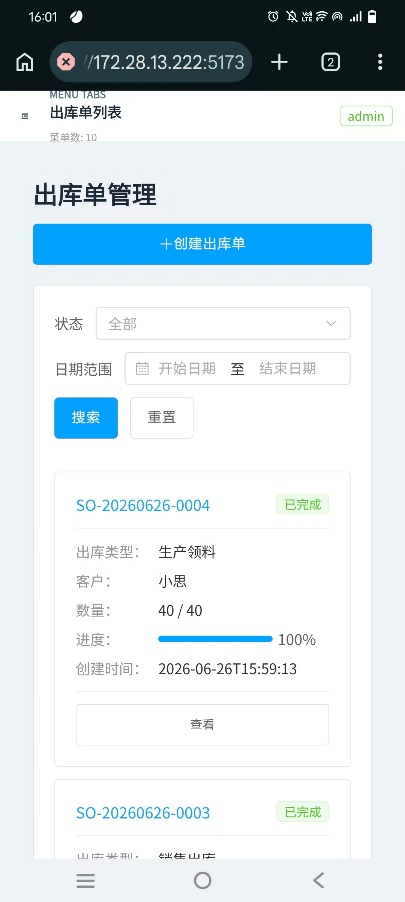 16:01
//172.28.13.222:5173
2
MENU TABS
出库单列表
菜单数: 10
admin
出库单管理
+创建出库单
状态 全部
日期范围 开始日期 至 结束日期
搜索 重置
SO-20260626-0004 已完成
出库类型: 生产领料
客户: 小思
数量: 40 / 40
进度: 100%
创建时间: 2026-06-26T15:59:13
查看
SO-20260626-0003 已完成
出库类型: 销售出库